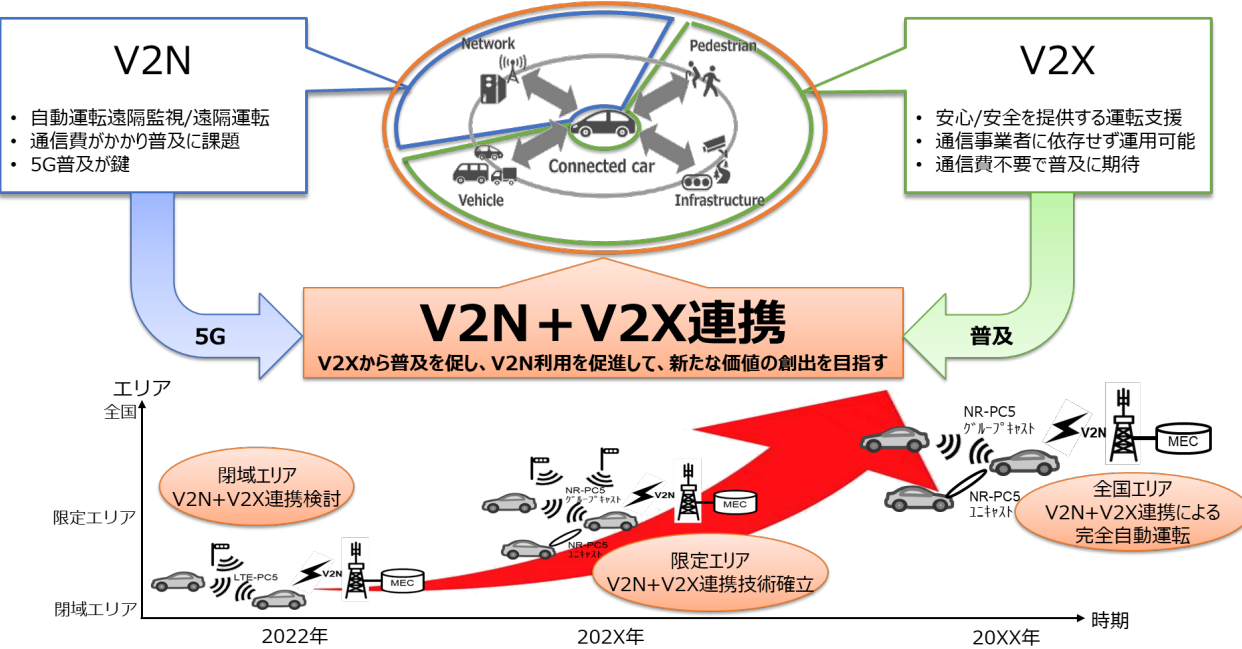 V2N
• 自動運転遠隔監視/遠隔運転
• 通信費がかかり普及に課題
• 5G普及が鍵
Network
Pedestrian
Connected car
Vehicle
Infrastructure
V2X
• 安心/安全を提供する運転支援
• 通信事業者に依存せず運用可能
• 通信費不要で普及に期待
5G
V2N＋V2X連携
V2Xから普及を促し、V2N利用を促進して、新たな価値の創出を目指す
普及
エリア
全国
限定エリア
閉域エリア
閉域エリア
V2N+V2X連携検討
LTE-PC5
V2N
MEC
NR-PC5
ｸﾞﾙｰﾌﾟｷｬｽﾄ
V2N
MEC
NR-PC5
ﾕﾆｷｬｽﾄ
限定エリア
V2N+V2X連携技術確立
NR-PC5
ｸﾞﾙｰﾌﾟｷｬｽﾄ
V2N
MEC
NR-PC5
ﾕﾆｷｬｽﾄ
全国エリア
V2N+V2X連携による
完全自動運転
2022年
202X年
20XX年
時期